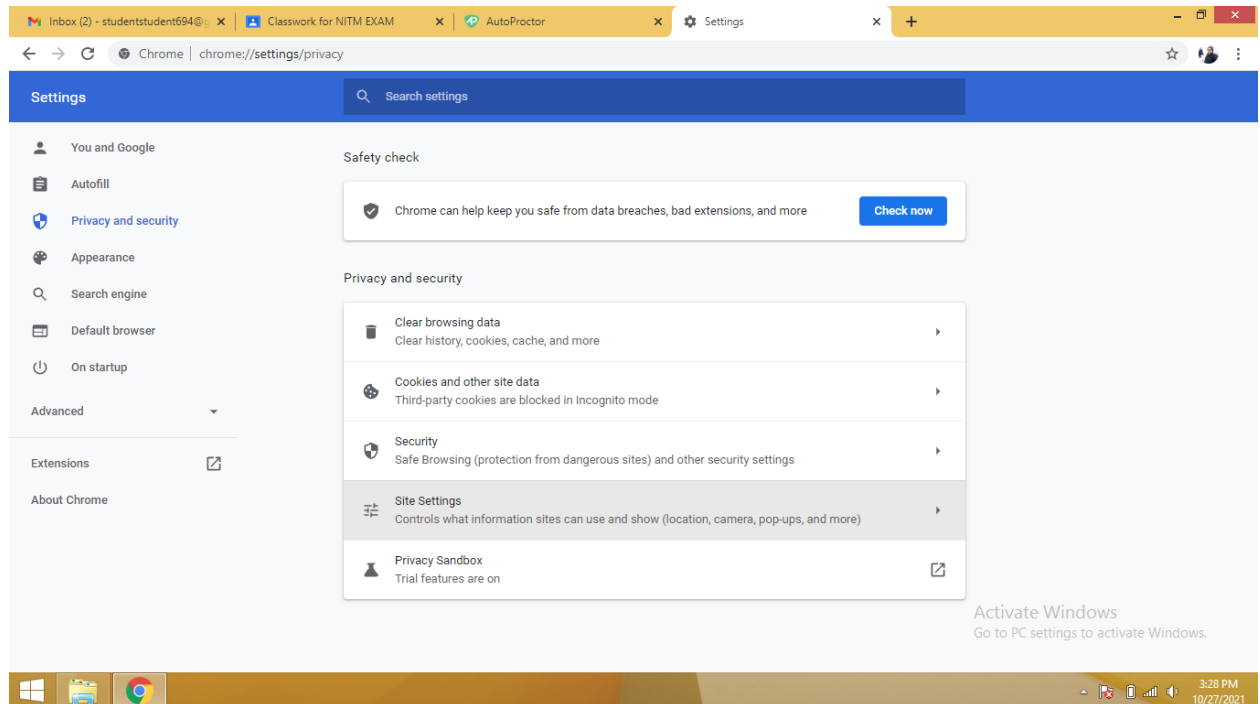 Inbox (2) - studentstudent694@g
Classwork for NITM EXAM
AutoProctor
Settings
Chrome
chrome://settings/privacy
Settings
Search settings
You and Google
Autofill
Privacy and security
Appearance
Search engine
Default browser
On startup
Advanced
Extensions
About Chrome
Safety check
Chrome can help keep you safe from data breaches, bad extensions, and more
Check now
Privacy and security
Clear browsing data
Clear history, cookies, cache, and more
Cookies and other site data
Third-party cookies are blocked in Incognito mode
Security
Safe Browsing (protection from dangerous sites) and other security settings
Site Settings
Controls what information sites can use and show (location, camera, pop-ups, and more)
Privacy Sandbox
Trial features are on
Activate Windows
Go to PC settings to activate Windows.
3:28 PM
10/27/2021